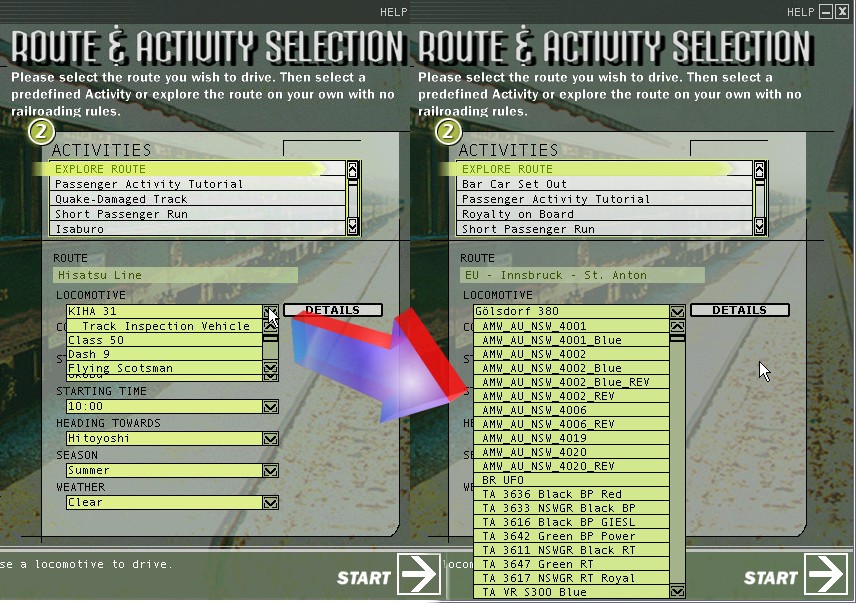 HELP
ROUTE & ACTIVITY SELECTION
Please select the route you wish to drive. Then select a
predefined Activity or explore the route on your own with no
railroading rules.
2
ACTIVITIES
EXPLORE ROUTE
Passenger Activity Tutorial
Quake-Damaged Track
Short Passenger Run
Isaburo
ROUTE
Hisatsu Line
LOCOMOTIVE
KIHA 31
DETAILS
Track Inspection Vehicle
Class 50
Dash 9
Flying Scotsman
STARTING TIME
10:00
HEADING TOWARDS
Hitoyoshi
SEASON
Summer
WEATHER
Clear
se a locomotive to drive.
START
HELP
ROUTE & ACTIVITY SELECTION
Please select the route you wish to drive. Then select a
predefined Activity or explore the route on your own with no
railroading rules.
2
ACTIVITIES
EXPLORE ROUTE
Bar Car Set Out
Passenger Activity Tutorial
Royalty on Board
Short Passenger Run
ROUTE
EU - Innsbruck - St. Anton
LOCOMOTIVE
Gölsdorf 380
DETAILS
AMW_AU_NSW_4001
AMW_AU_NSW_4001_Blue
AMW_AU_NSW_4002
AMW_AU_NSW_4002_Blue
AMW_AU_NSW_4002_Blue_REV
AMW_AU_NSW_4002_REV
AMW_AU_NSW_4006
AMW_AU_NSW_4006_REV
AMW_AU_NSW_4019
AMW_AU_NSW_4020
AMW_AU_NSW_4020_REV
BR UFO
TA 3636 Black BP Red
TA 3633 NSWGR Black BP
TA 3616 Black BP GIESL
TA 3642 Green BP Power
TA 3611 NSWGR Black RT
TA 3647 Green RT
TA 3617 NSWGR RT Royal
TA VR S300 Blue
START